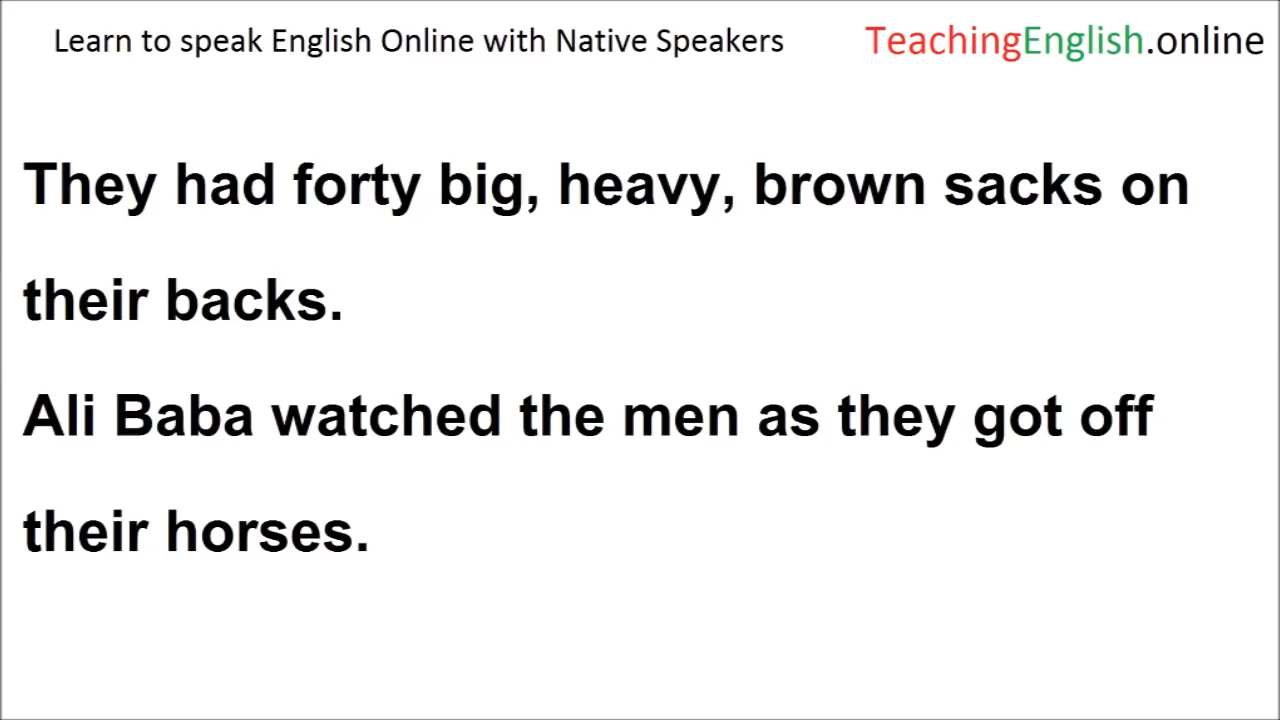 Learn to speak English Online with Native Speakers TeachingEnglish.online
They had forty big, heavy, brown sacks on
their backs.
Ali Baba watched the men as they got off
their horses.